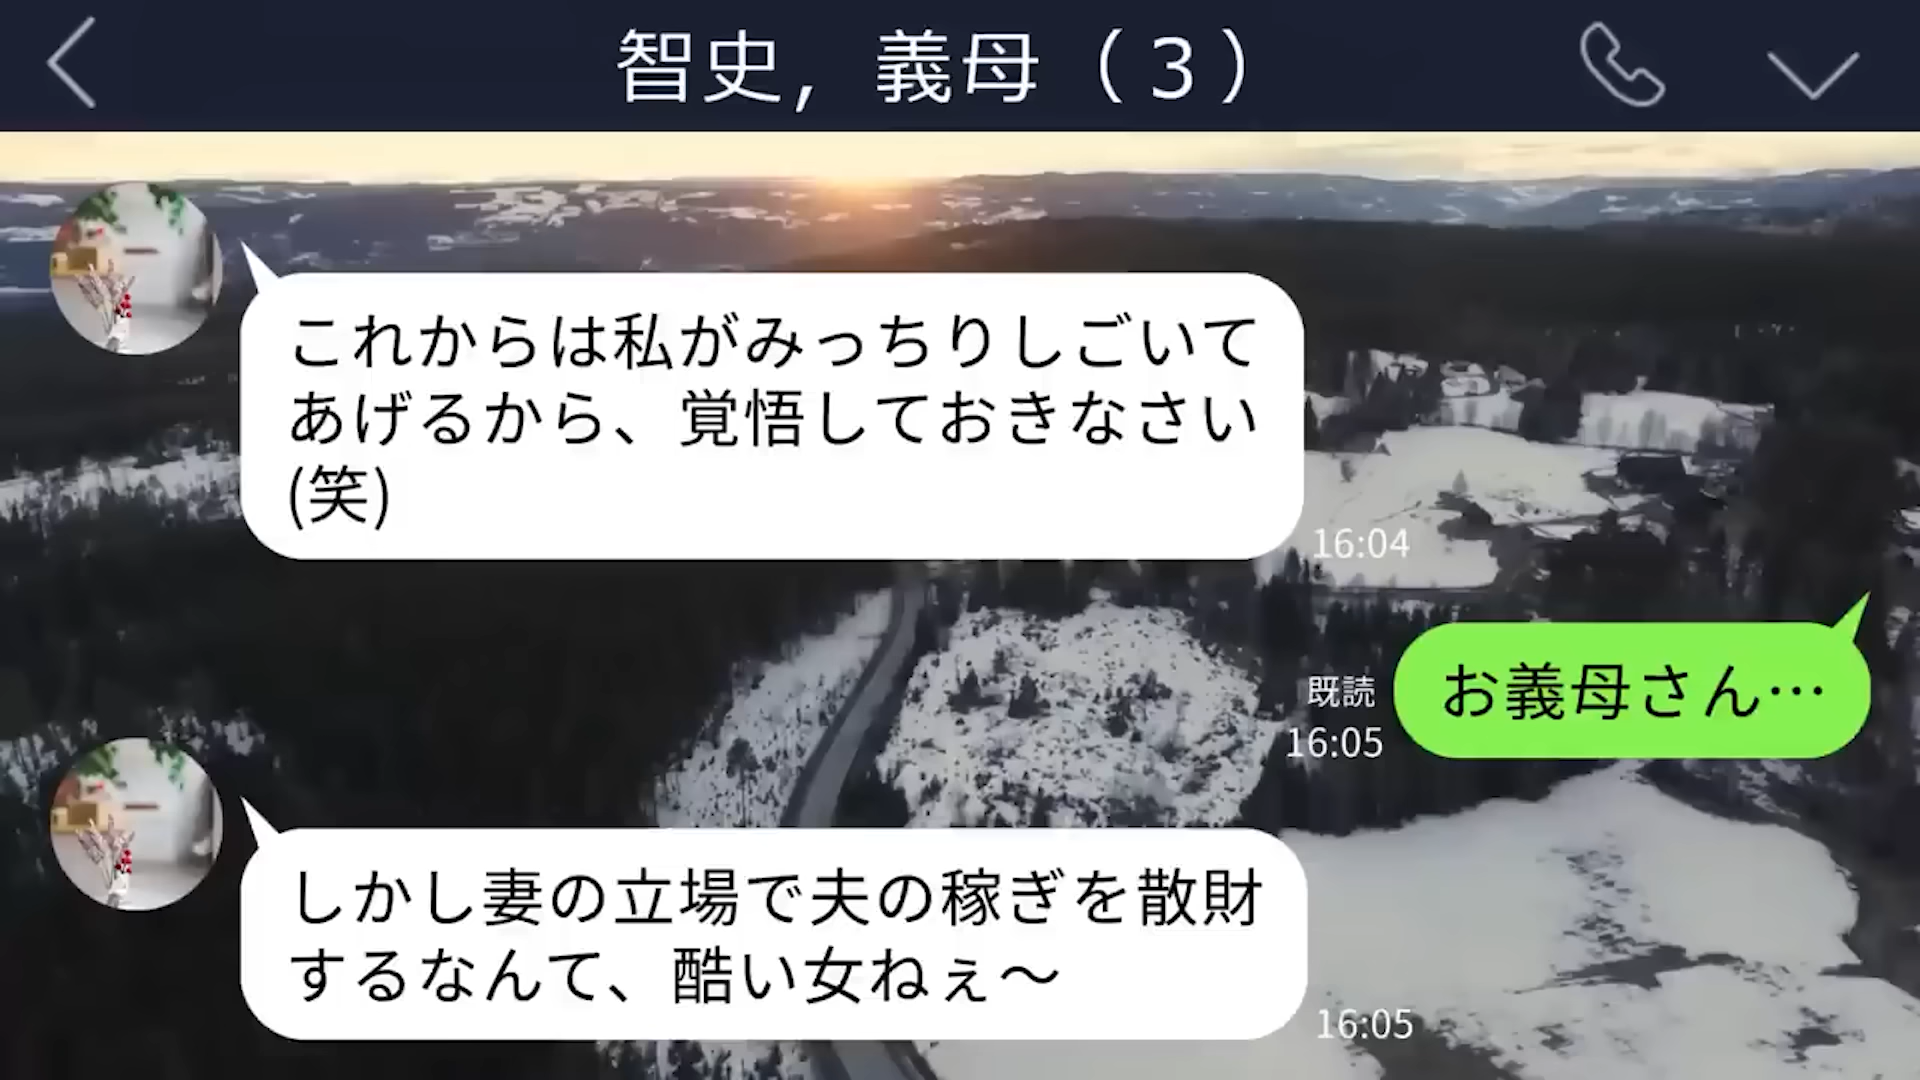 智史，義母（３）
これからは私がみっちりしごいて
あげるから、覚悟しておきなさい
(笑)
16:04
お義母さん…
既読
16:05
しかし妻の立場で夫の稼ぎを散財
するなんて、酷い女ねぇ〜
16:05